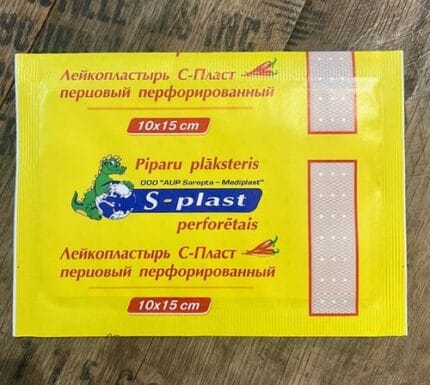 Лейкопластырь С-Пласт
перцовый перфорированный
10x15 cm
Piparu plāksteris
ООО "AUP Sarepta – Mediplast"
S-plast
perforētais
Лейкопластырь С-Пласт
перцовый перфорированный
10x15 cm